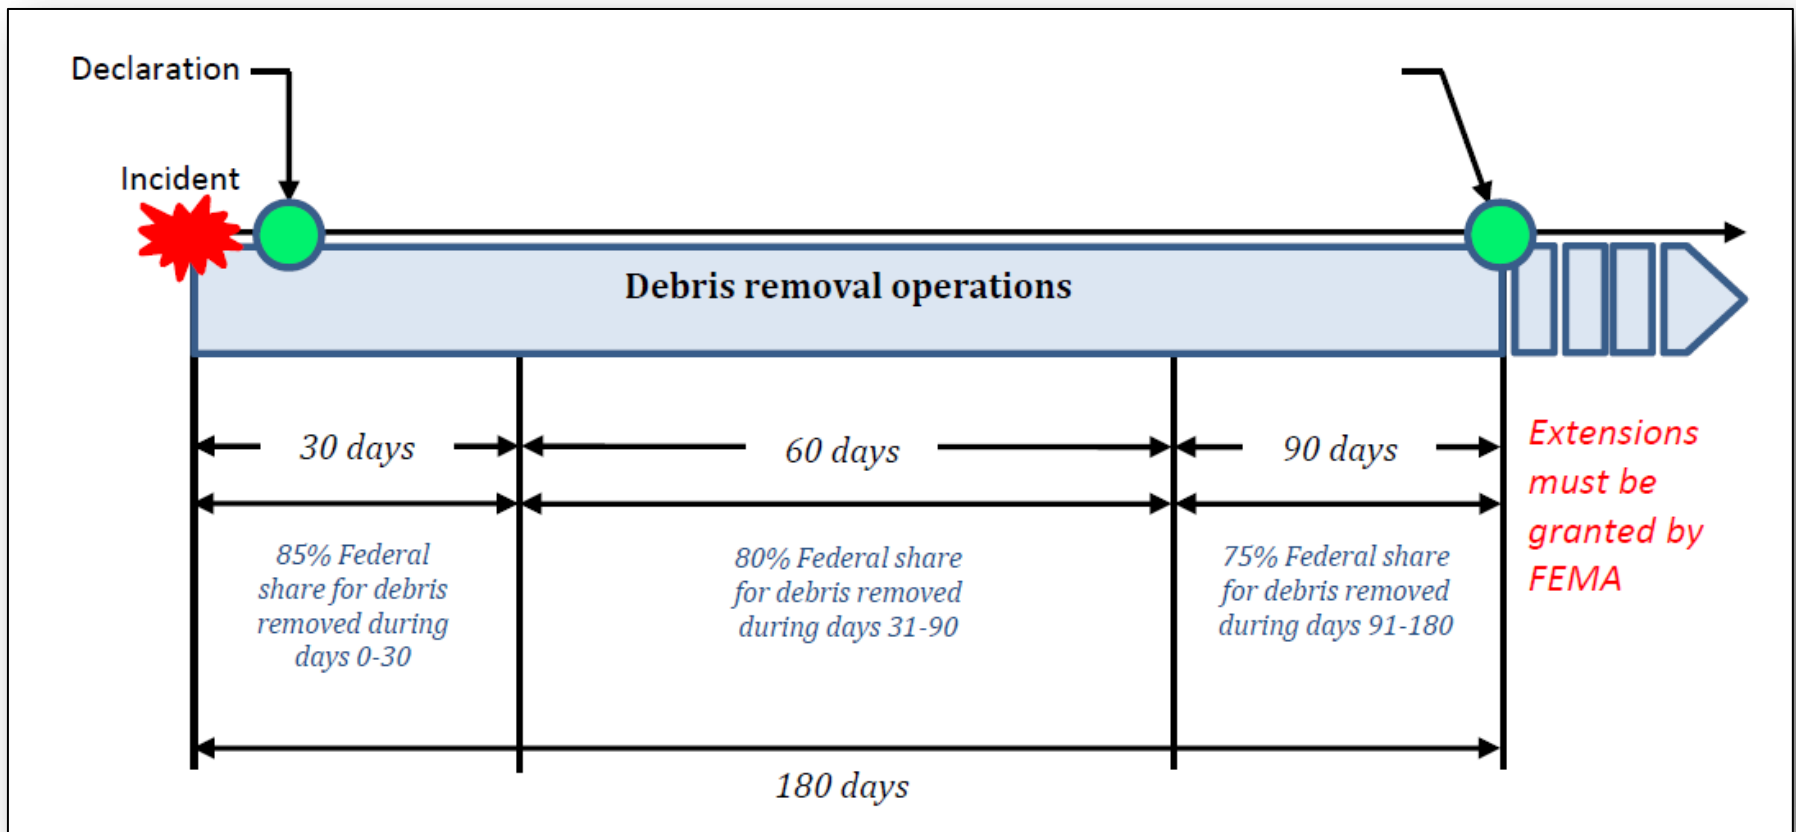 Declaration
Incident
Debris removal operations
30 days
60 days
90 days
85% Federal
share for debris
removed during
days 0-30
80% Federal share
for debris removed
during days 31-90
75% Federal share
for debris removed
during days 91-180
Extensions
must be
granted by
FEMA
180 days